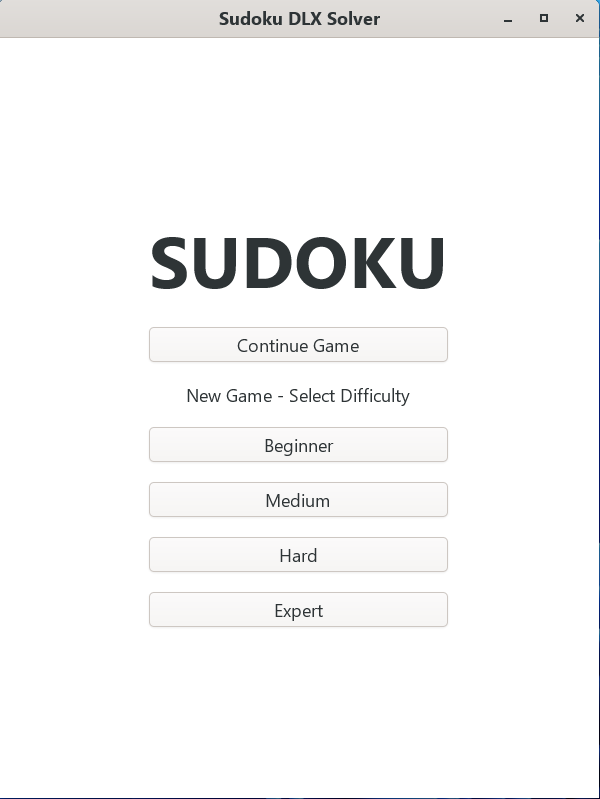 Sudoku DLX Solver
SUDOKU
Continue Game
New Game - Select Difficulty
Beginner
Medium
Hard
Expert